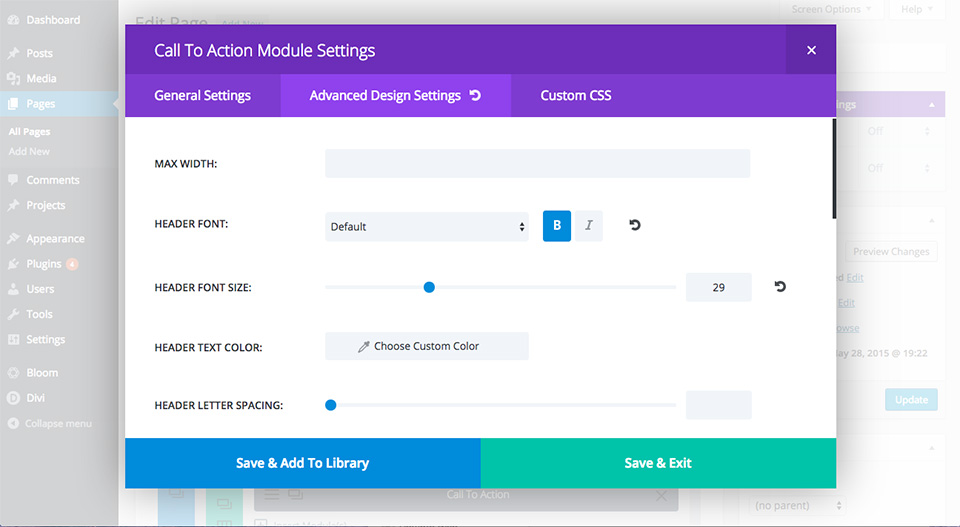 Dashboard
Posts
Media
Pages
All Pages
Add New
Comments
Projects
Appearance
Plugins 4
Users
Tools
Settings
Bloom
Divi
Collapse menu
Edit Page Add New
Screen Options
Help
Call To Action Module Settings
General Settings
Advanced Design Settings
Custom CSS
MAX WIDTH:
HEADER FONT:
Default
B
I
HEADER FONT SIZE:
29
HEADER TEXT COLOR:
Choose Custom Color
HEADER LETTER SPACING:
Save & Add To Library
Save & Exit
Off
Off
Preview Changes
Edit
Edit
28, 2015 @ 19:22
Update
Call To Action
Insert Module(s)
(no parent)